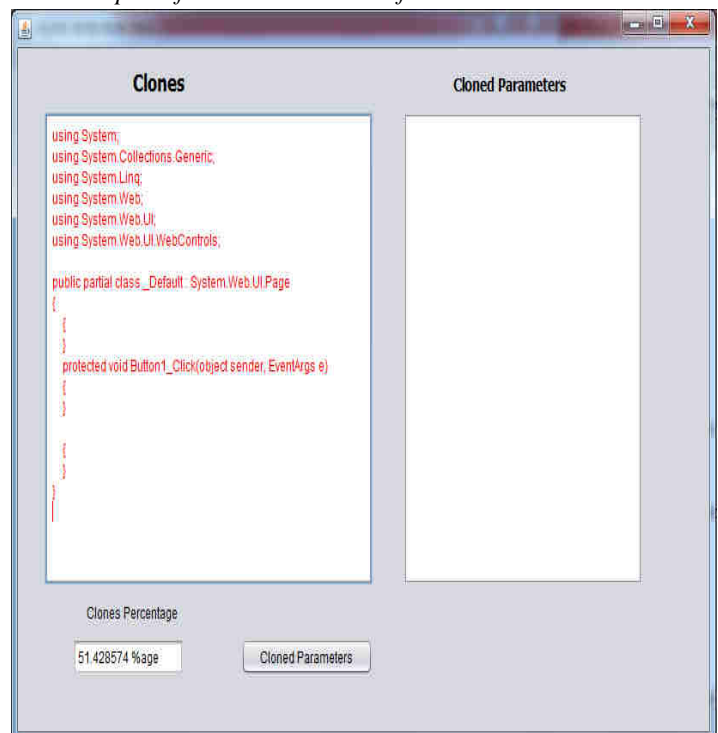 Clones
Cloned Parameters
using System;
using System.Collections.Generic;
using System.Linq;
using System.Web;
using System.Web.UI;
using System.Web.UI.WebControls;
public partial class _Default : System.Web.UI.Page
{
{
}
protected void Button1_Click(object sender, EventArgs e)
{
}
{
}
}
Clones Percentage
51.428574 %age
Cloned Parameters